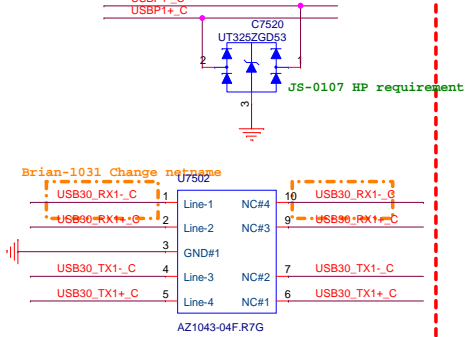 USBP1-_C
USBP1+_C
C7520
UT325ZGD53
2
1
JS-0107 HP requirement
3
Brian-1031 Change netname
U7502
USB30_RX1-_C 1 Line-1 NC#4 10 USB30_RX1-_C
USB30_RX1+_C 2 Line-2 NC#3 9 USB30_RX1+_C
3 GND#1
USB30_TX1-_C 4 Line-3 NC#2 7 USB30_TX1-_C
USB30_TX1+_C 5 Line-4 NC#1 6 USB30_TX1+_C
AZ1043-04F.R7G